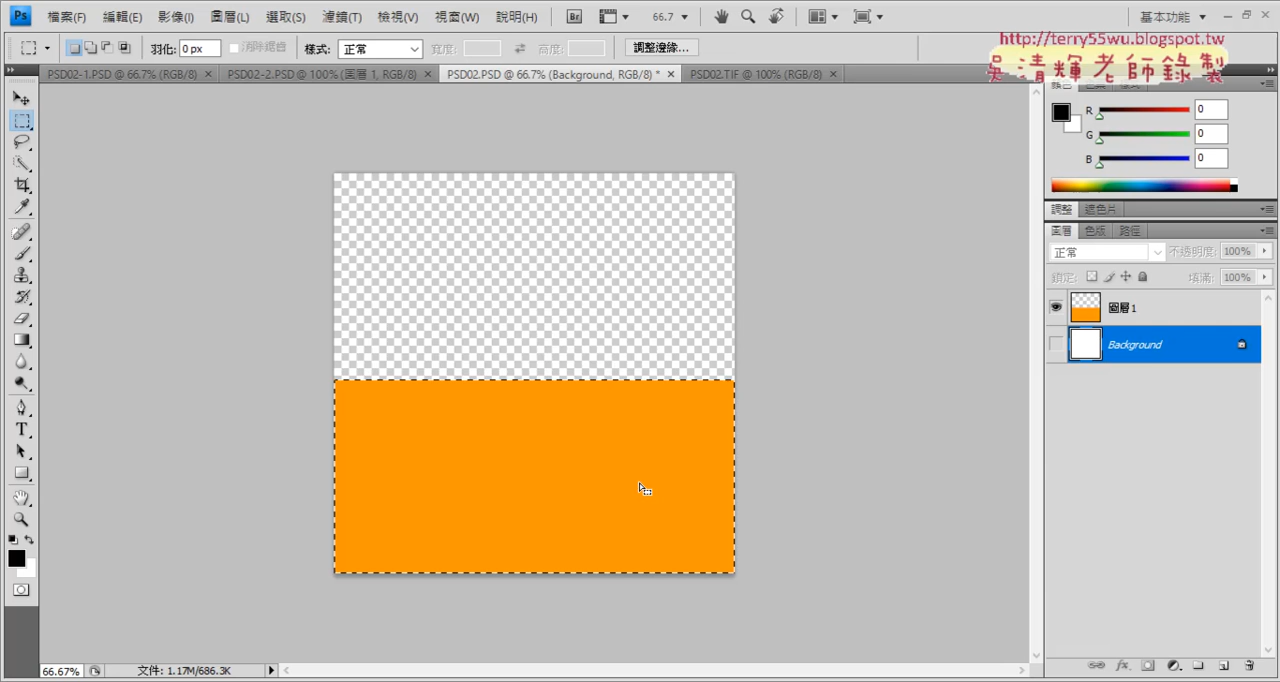 Ps 檔案(F) 編輯(E) 影像(I) 圖層(L) 選取(S) 濾鏡(T) 檢視(V) 視窗(W) 說明(H) Br 66.7 基本功能
羽化: 0 px 消除鋸齒 樣式: 正常 寬度: 高度: 調整邊緣...
http://terry55wu.blogspot.tw
吳清輝老師錄製
PSD02-1.PSD @ 66.7% (RGB/8) × PSD02-2.PSD @ 100% (圖層 1, RGB/8) × PSD02.PSD @ 66.7% (Background, RGB/8) * × PSD02.TIF @ 100% (RGB/8) ×
R 0
G 0
B 0
調整 遮色片
圖層 色版 路徑
正常 不透明度: 100%
鎖定: 填滿: 100%
圖層 1
Background
T
fx
66.67% 文件: 1.17M/686.3K